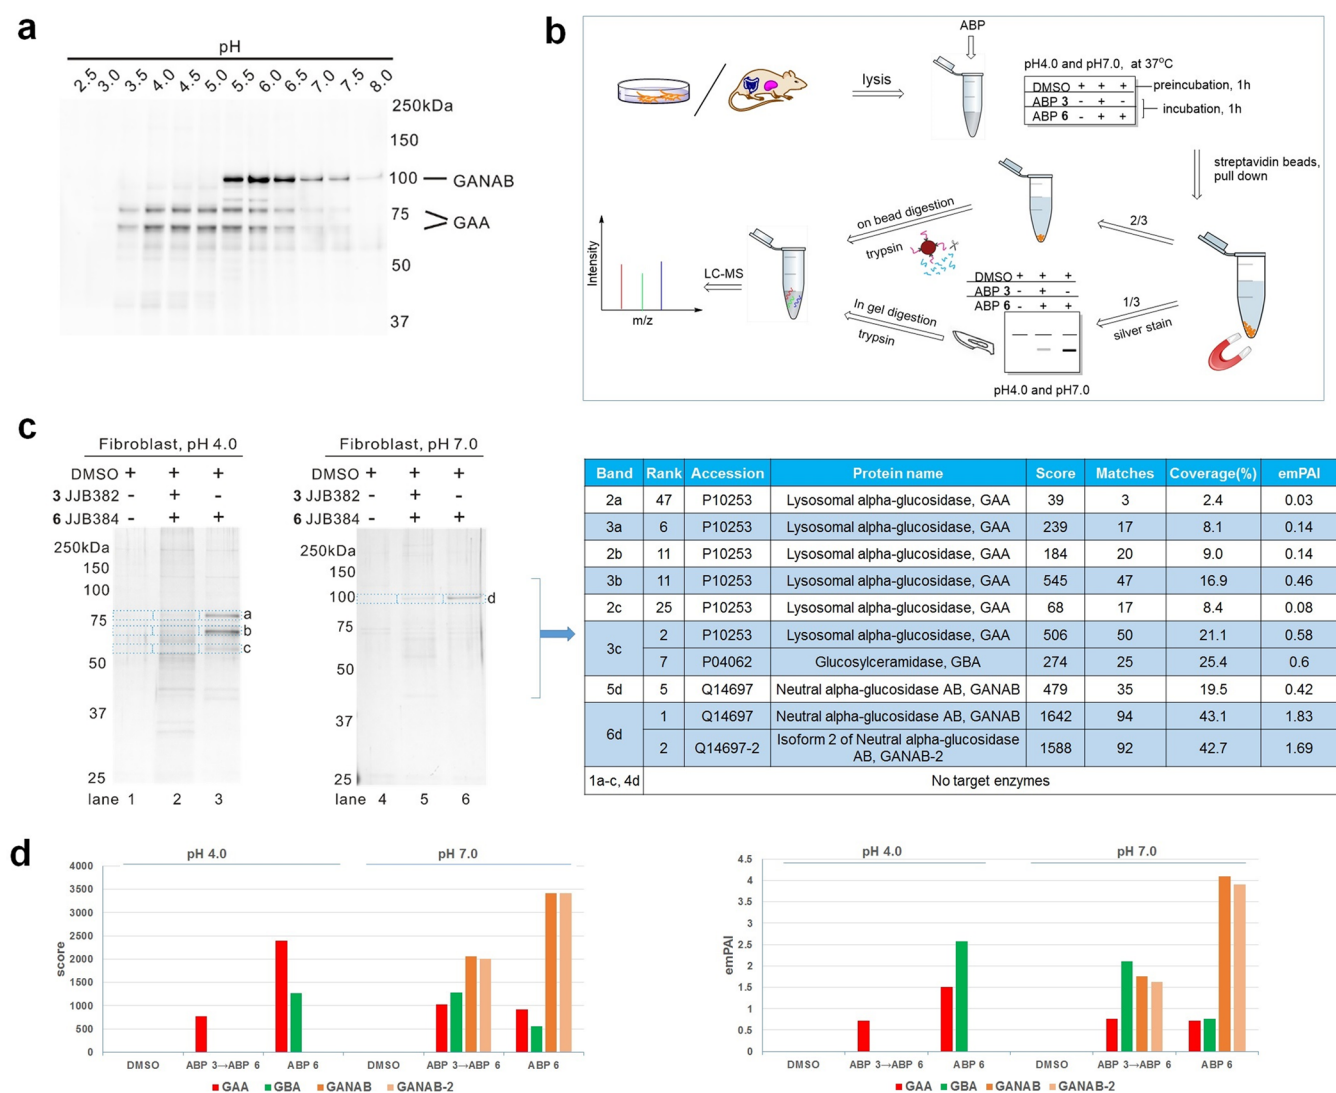 a
pH
2.5 3.0 3.5 4.0 4.5 5.0 5.5 6.0 6.5 7.0 7.5 8.0
250kDa
150
100 GANAB
75
GAA
50
37
b
ABP
lysis
pH4.0 and pH7.0, at 37°C
DMSO + + + preincubation, 1h
ABP 3 - + -
incubation, 1h
ABP 6 - + +
streptavidin beads,
pull down
on bead digestion
trypsin
2/3
Intensity
m/z
LC-MS
DMSO + + +
ABP 3 - + -
ABP 6 - + +
In gel digestion
trypsin
1/3
silver stain
pH4.0 and pH7.0
c
Fibroblast, pH 4.0
DMSO + + +
3 JJB382 - + -
6 JJB384 - + +
250kDa
150
100
75
50
37
25
a
b
c
lane 1 2 3
Fibroblast, pH 7.0
DMSO + + +
3 JJB382 - + -
6 JJB384 - + +
250kDa
150
100
75
50
37
25
d
lane 4 5 6
Band Rank Accession Protein name Score Matches Coverage(%) emPAI
2a 47 P10253 Lysosomal alpha-glucosidase, GAA 39 3 2.4 0.03
3a 6 P10253 Lysosomal alpha-glucosidase, GAA 239 17 8.1 0.14
2b 11 P10253 Lysosomal alpha-glucosidase, GAA 184 20 9.0 0.14
3b 11 P10253 Lysosomal alpha-glucosidase, GAA 545 47 16.9 0.46
2c 25 P10253 Lysosomal alpha-glucosidase, GAA 68 17 8.4 0.08
3c 2 P10253 Lysosomal alpha-glucosidase, GAA 506 50 21.1 0.58
7 P04062 Glucosylceramidase, GBA 274 25 25.4 0.6
5d 5 Q14697 Neutral alpha-glucosidase AB, GANAB 479 35 19.5 0.42
6d 1 Q14697 Neutral alpha-glucosidase AB, GANAB 1642 94 43.1 1.83
2 Q14697-2 Isoform 2 of Neutral alpha-glucosidase
AB, GANAB-2 1588 92 42.7 1.69
1a-c, 4d No target enzymes
d
pH 4.0 pH 7.0
score
4000
3500
3000
2500
2000
1500
1000
500
0
DMSO ABP 3→ABP 6 ABP 6 DMSO ABP 3→ABP 6 ABP 6
GAA GBA GANAB GANAB-2
pH 4.0 pH 7.0
emPAI
4.5
4
3.5
3
2.5
2
1.5
1
0.5
0
DMSO ABP 3→ABP 6 ABP 6 DMSO ABP 3→ABP 6 ABP 6
GAA GBA GANAB GANAB-2